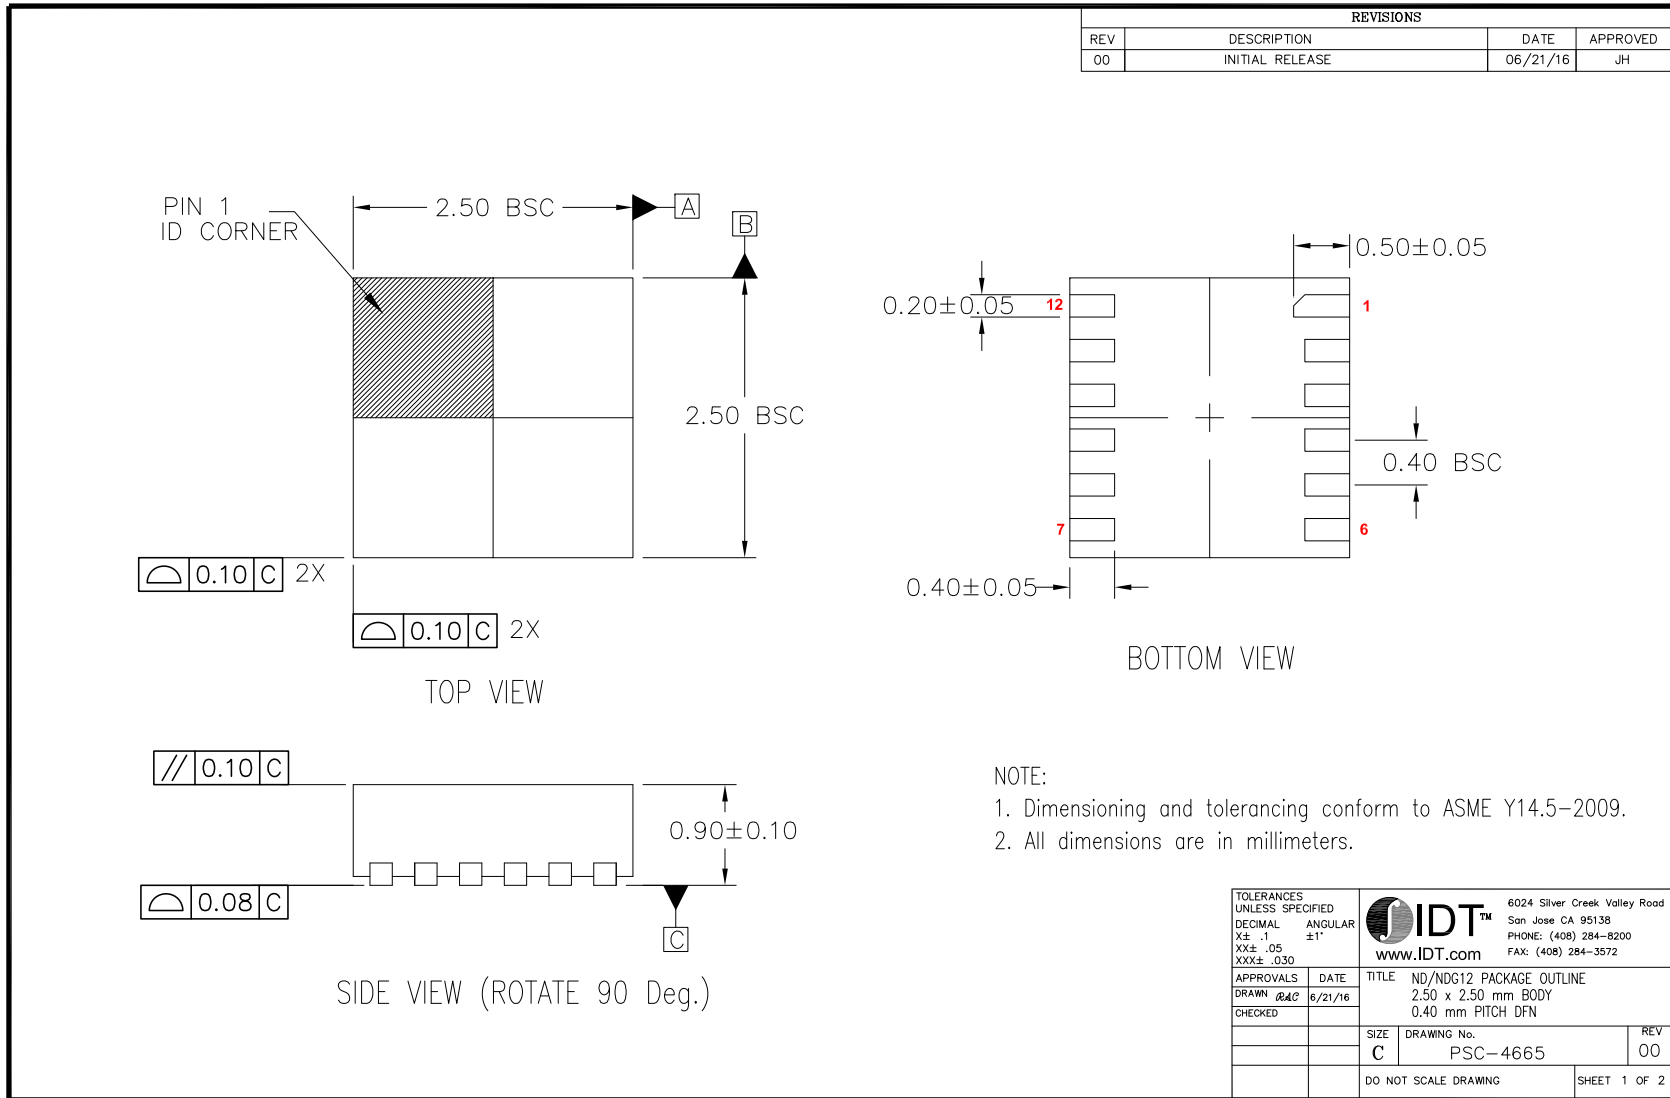 REVISIONS
REV DESCRIPTION DATE APPROVED
00 INITIAL RELEASE 06/21/16 JH
PIN 1
ID CORNER
2.50 BSC
A
B
2.50 BSC
0.10 C 2X
0.10 C 2X
TOP VIEW
0.50±0.05
0.20±0.05
12
1
0.40 BSC
7
6
0.40±0.05
BOTTOM VIEW
// 0.10 C
0.90±0.10
0.08 C
C
SIDE VIEW (ROTATE 90 Deg.)
NOTE:
1. Dimensioning and tolerancing conform to ASME Y14.5-2009.
2. All dimensions are in millimeters.
TOLERANCES
UNLESS SPECIFIED
DECIMAL ANGULAR
X± .1 ±1°
XX± .05
XXX± .030
IDT™
www.IDT.com
6024 Silver Creek Valley Road
San Jose CA 95138
PHONE: (408) 284-8200
FAX: (408) 284-3572
APPROVALS DATE
DRAWN RAC 6/21/16
CHECKED
TITLE ND/NDG12 PACKAGE OUTLINE
2.50 x 2.50 mm BODY
0.40 mm PITCH DFN
SIZE DRAWING No. REV
C PSC-4665 00
DO NOT SCALE DRAWING SHEET 1 OF 2